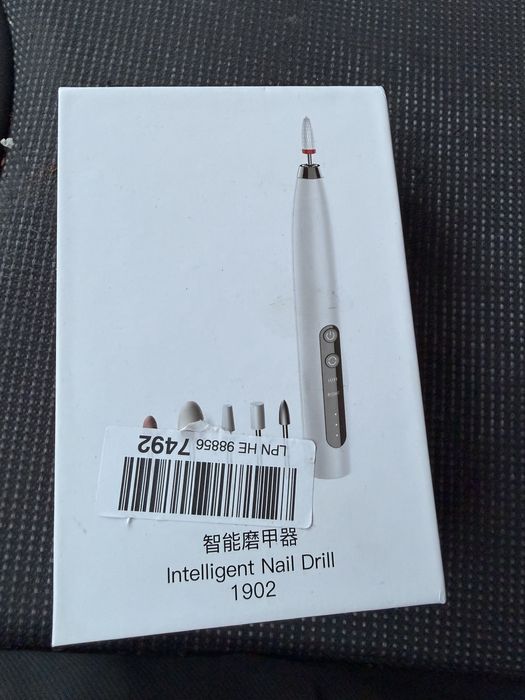 LPN HE 98856 7492
智能磨甲器
Intelligent Nail Drill
1902